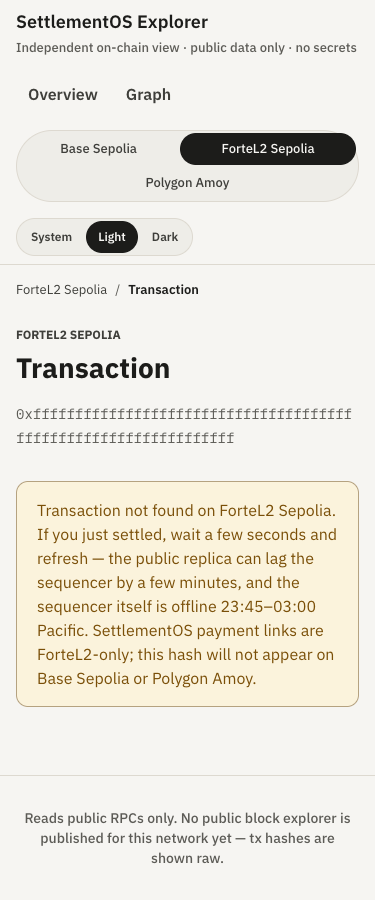 SettlementOS Explorer
Independent on-chain view · public data only · no secrets
Overview Graph
Base Sepolia ForteL2 Sepolia
Polygon Amoy
System Light Dark
ForteL2 Sepolia / Transaction
FORTEL2 SEPOLIA
Transaction
0xffffffffffffffffffffffffffffffffffffff
ffffffffffffffffffffffffff
Transaction not found on ForteL2 Sepolia.
If you just settled, wait a few seconds and
refresh — the public replica can lag the
sequencer by a few minutes, and the
sequencer itself is offline 23:45–03:00
Pacific. SettlementOS payment links are
ForteL2-only; this hash will not appear on
Base Sepolia or Polygon Amoy.
Reads public RPCs only. No public block explorer is
published for this network yet — tx hashes are
shown raw.